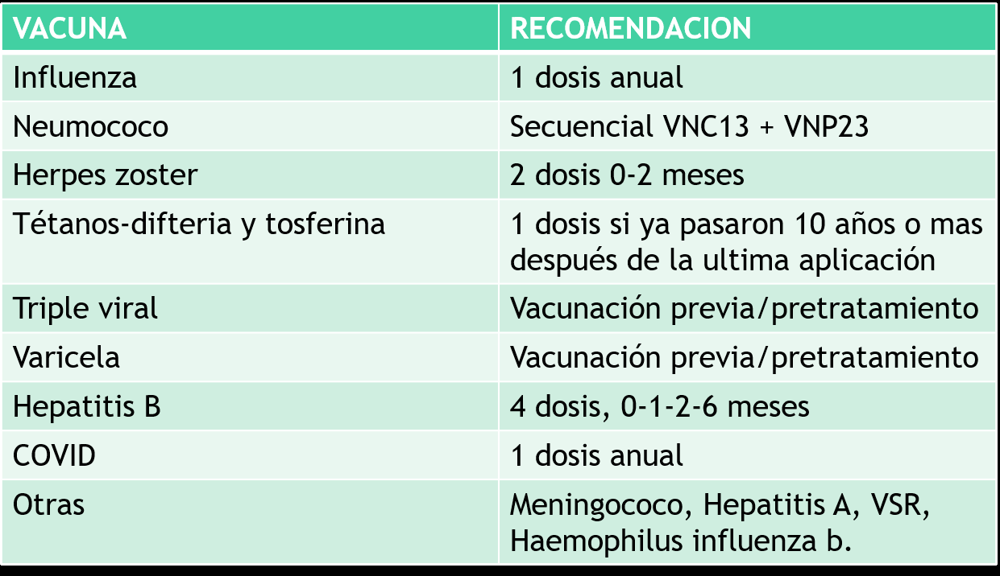 VACUNA RECOMENDACION
Influenza 1 dosis anual
Neumococo Secuencial VNC13 + VNP23
Herpes zoster 2 dosis 0-2 meses
Tétanos-difteria y tosferina 1 dosis si ya pasaron 10 años o mas
después de la ultima aplicación
Triple viral Vacunación previa/pretratamiento
Varicela Vacunación previa/pretratamiento
Hepatitis B 4 dosis, 0-1-2-6 meses
COVID 1 dosis anual
Otras Meningococo, Hepatitis A, VSR,
Haemophilus influenza b.